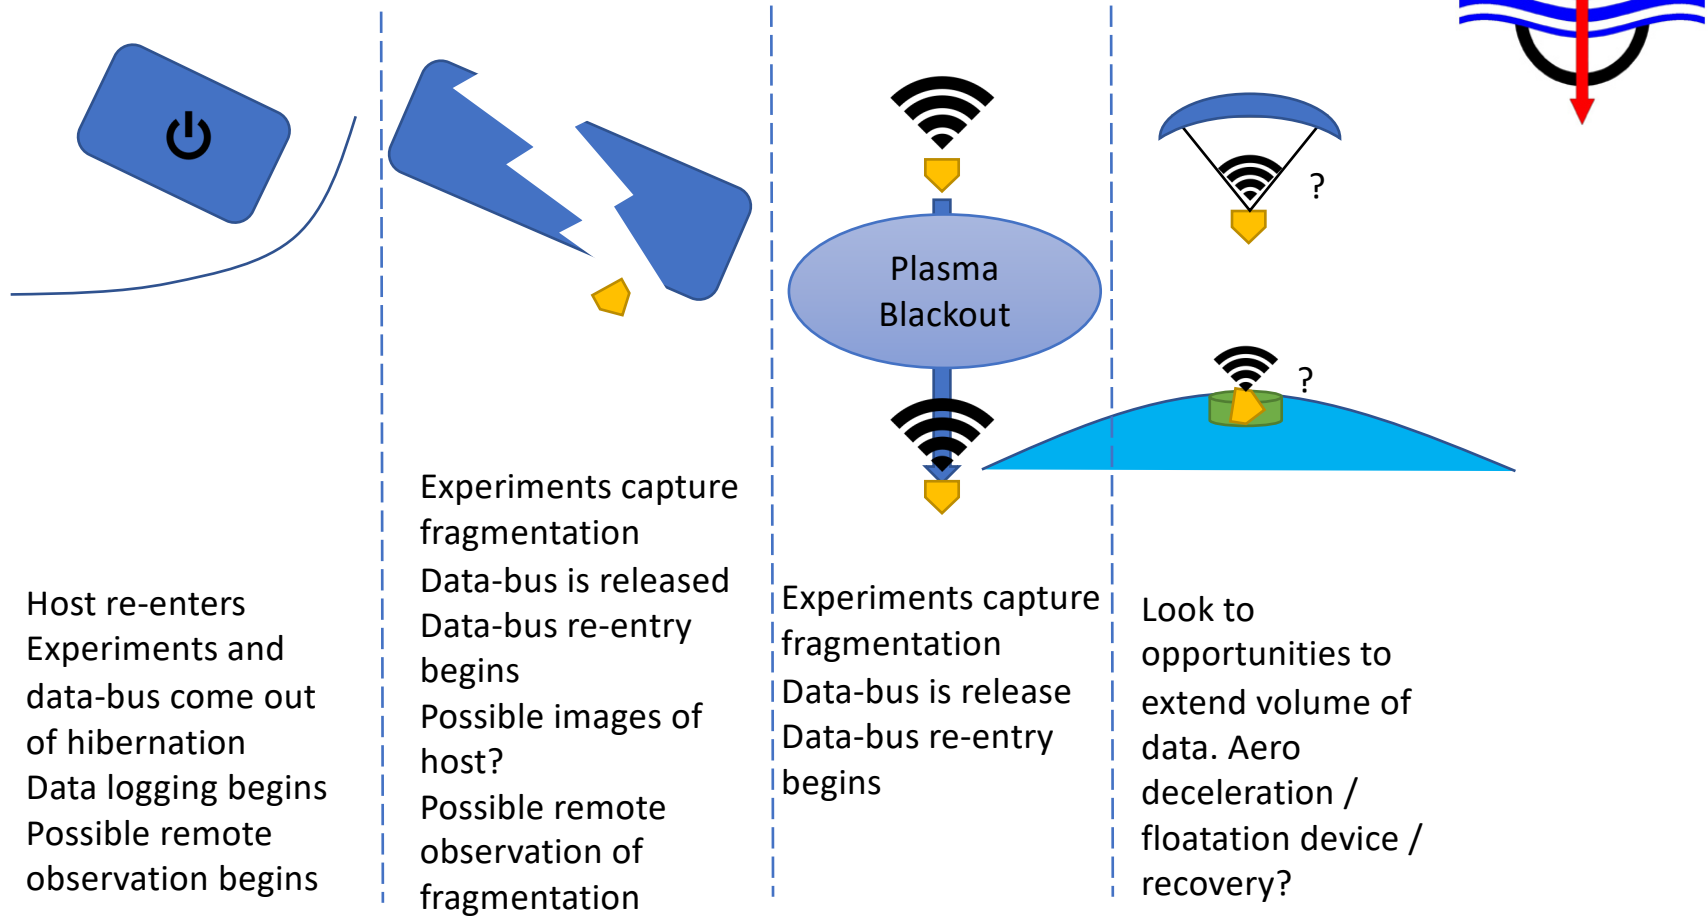 Host re-enters
Experiments and
data-bus come out
of hibernation
Data logging begins
Possible remote
observation begins
Experiments capture
fragmentation
Data-bus is released
Data-bus re-entry
begins
Possible images of
host?
Possible remote
observation of
fragmentation
Plasma
Blackout
Experiments capture
fragmentation
Data-bus is release
Data-bus re-entry
begins
?
?
Look to
opportunities to
extend volume of
data. Aero
deceleration /
floatation device /
recovery?